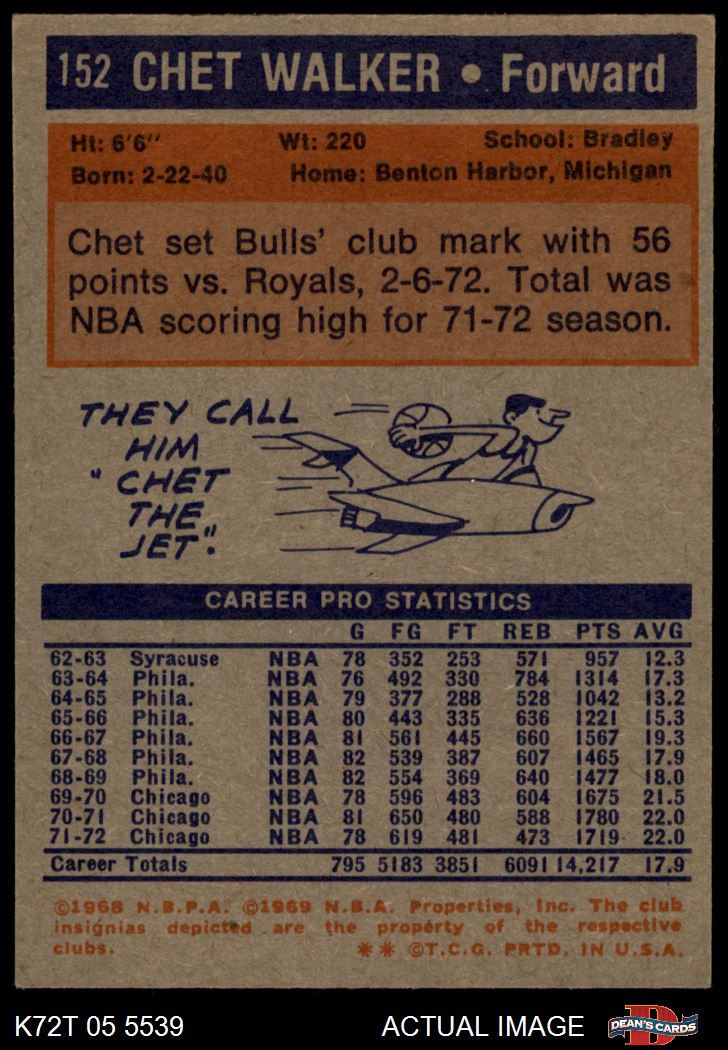 152 CHET WALKER • Forward
Ht: 6'6" Wt: 220 School: Bradley
Born: 2-22-40 Home: Benton Harbor, Michigan
Chet set Bulls' club mark with 56
points vs. Royals, 2-6-72. Total was
NBA scoring high for 71-72 season.
THEY CALL
HIM
"CHET
THE
JET".
CAREER PRO STATISTICS
G FG FT REB PTS AVG
62-63 Syracuse NBA 78 352 253 571 957 12.3
63-64 Phila. NBA 76 492 330 784 1314 17.3
64-65 Phila. NBA 79 377 288 528 1042 13.2
65-66 Phila. NBA 80 443 335 636 1221 15.3
66-67 Phila. NBA 81 561 445 660 1567 19.3
67-68 Phila. NBA 82 539 387 607 1465 17.9
68-69 Phila. NBA 82 554 369 640 1477 18.0
69-70 Chicago NBA 78 596 483 604 1675 21.5
70-71 Chicago NBA 81 650 480 588 1780 22.0
71-72 Chicago NBA 78 619 481 473 1719 22.0
Career Totals 795 5183 3851 6091 14,217 17.9
©1968 N.B.P.A. ©1969 N.B.A. Properties, Inc. The club
insignias depicted are the property of the respective
clubs. ** ©T.C.G. PRTD. IN U.S.A.
K72T 05 5539 ACTUAL IMAGE D DEAN'S CARDS